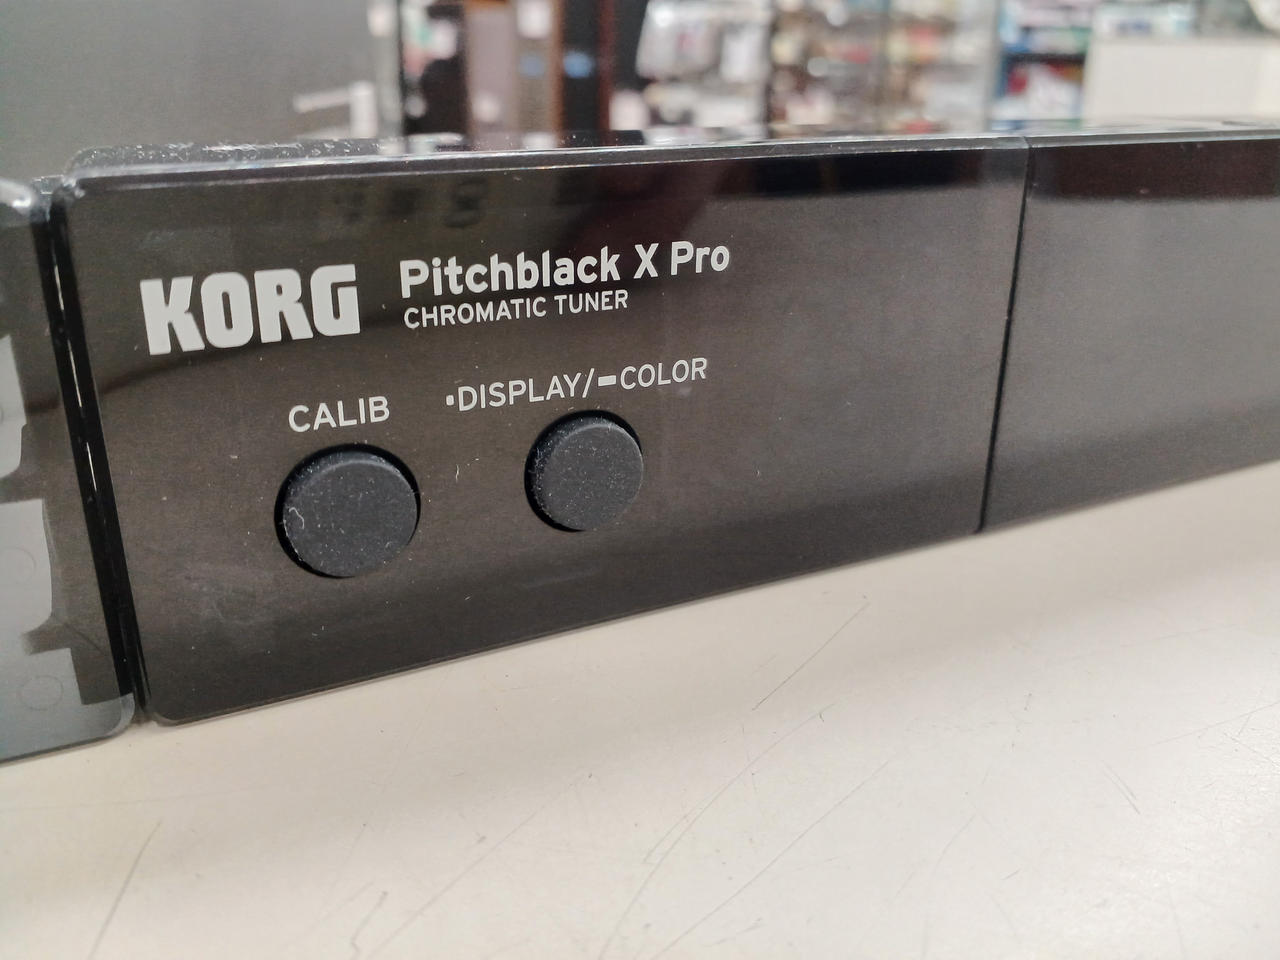 KORG Pitchblack X Pro
CHROMATIC TUNER
CALIB •DISPLAY/━COLOR